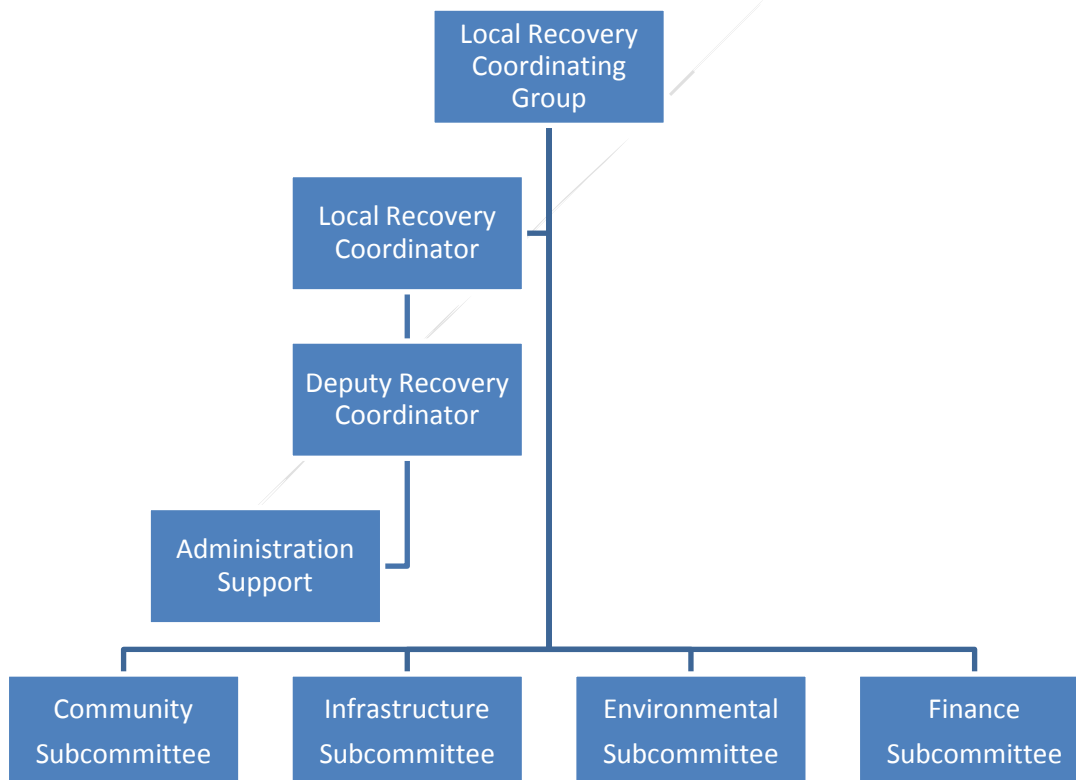 Local Recovery
Coordinating
Group
Local Recovery
Coordinator
Deputy Recovery
Coordinator
Administration
Support
Community
Subcommittee
Infrastructure
Subcommittee
Environmental
Subcommittee
Finance
Subcommittee